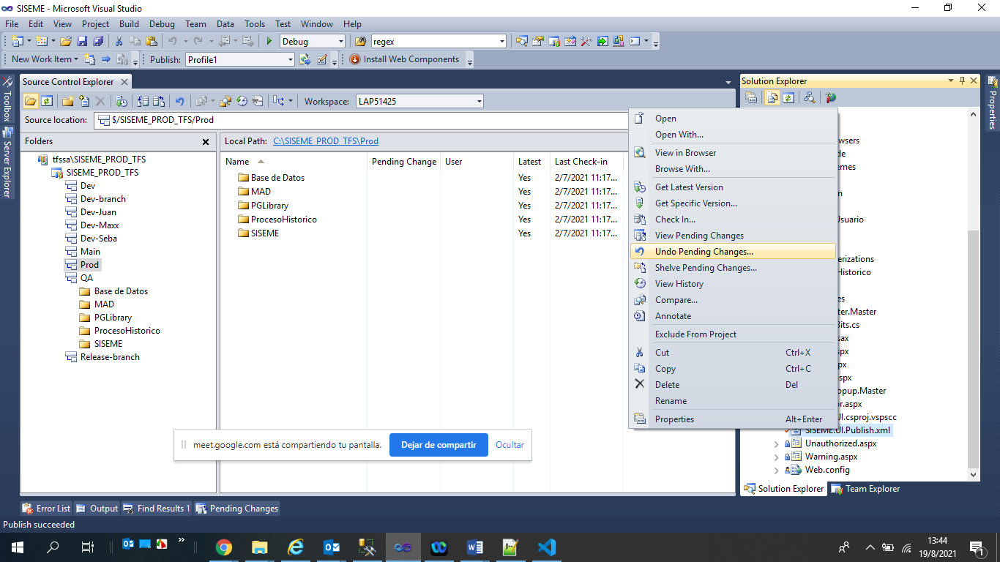 SISEME - Microsoft Visual Studio
File Edit View Project Build Debug Team Data Tools Test Window Help
Debug regex
New Work Item Publish: Profile1 Install Web Components
Toolbox
Server Explorer
Source Control Explorer
Workspace: LAP51425
Source location: $/SISEME_PROD_TFS/Prod
Folders
tfssa\SISEME_PROD_TFS
SISEME_PROD_TFS
Dev
Dev-branch
Dev-Juan
Dev-Maxx
Dev-Seba
Main
Prod
QA
Base de Datos
MAD
PGLibrary
ProcesoHistorico
SISEME
Release-branch
Local Path: C:\SISEME_PROD_TFS\Prod
Name Pending Change User Latest Last Check-in
Base de Datos Yes 2/7/2021 11:17...
MAD Yes 2/7/2021 11:17...
PGLibrary Yes 2/7/2021 11:17...
ProcesoHistorico Yes 2/7/2021 11:17...
SISEME Yes 2/7/2021 11:17...
Open
Open With...
View in Browser
Browse With...
Get Latest Version
Get Specific Version...
Check In...
View Pending Changes
Undo Pending Changes...
Shelve Pending Changes...
View History
Compare...
Annotate
Exclude From Project
Cut Ctrl+X
Copy Ctrl+C
Delete Del
Rename
Properties Alt+Enter
Solution Explorer
Properties
wsers
de
emes
n
Usuario
erizations
Historico
es
ter.Master
Bits.cs
sax
px
spx
opup.Master
or.aspx
UI.csproj.vspscc
SISEME.UI.Publish.xml
Unauthorized.aspx
Warning.aspx
Web.config
Solution Explorer Team Explorer
meet.google.com está compartiendo tu pantalla. Dejar de compartir Ocultar
Error List Output Find Results 1 Pending Changes
Publish succeeded
13:44
19/8/2021
1